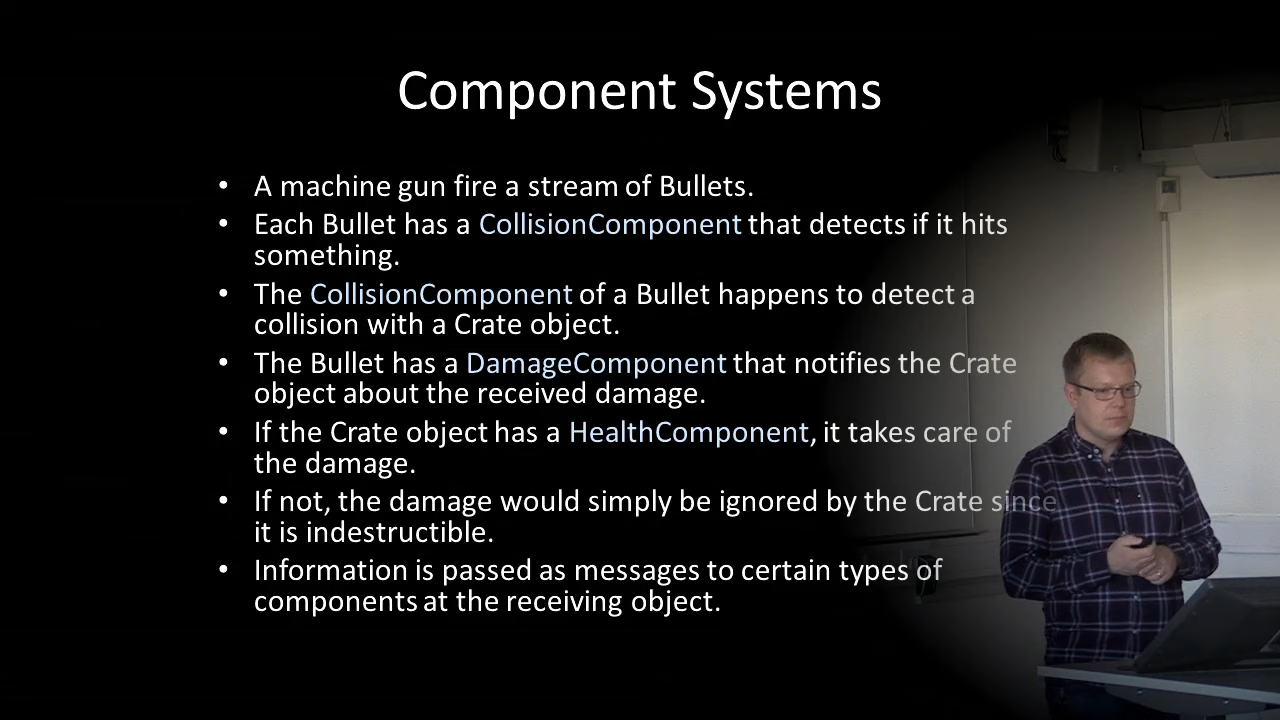 Component Systems
• A machine gun fire a stream of Bullets.
• Each Bullet has a CollisionComponent that detects if it hits
something.
• The CollisionComponent of a Bullet happens to detect a
collision with a Crate object.
• The Bullet has a DamageComponent that notifies the Crate
object about the received damage.
• If the Crate object has a HealthComponent, it takes care of
the damage.
• If not, the damage would simply be ignored by the Crate since
it is indestructible.
• Information is passed as messages to certain types of
components at the receiving object.